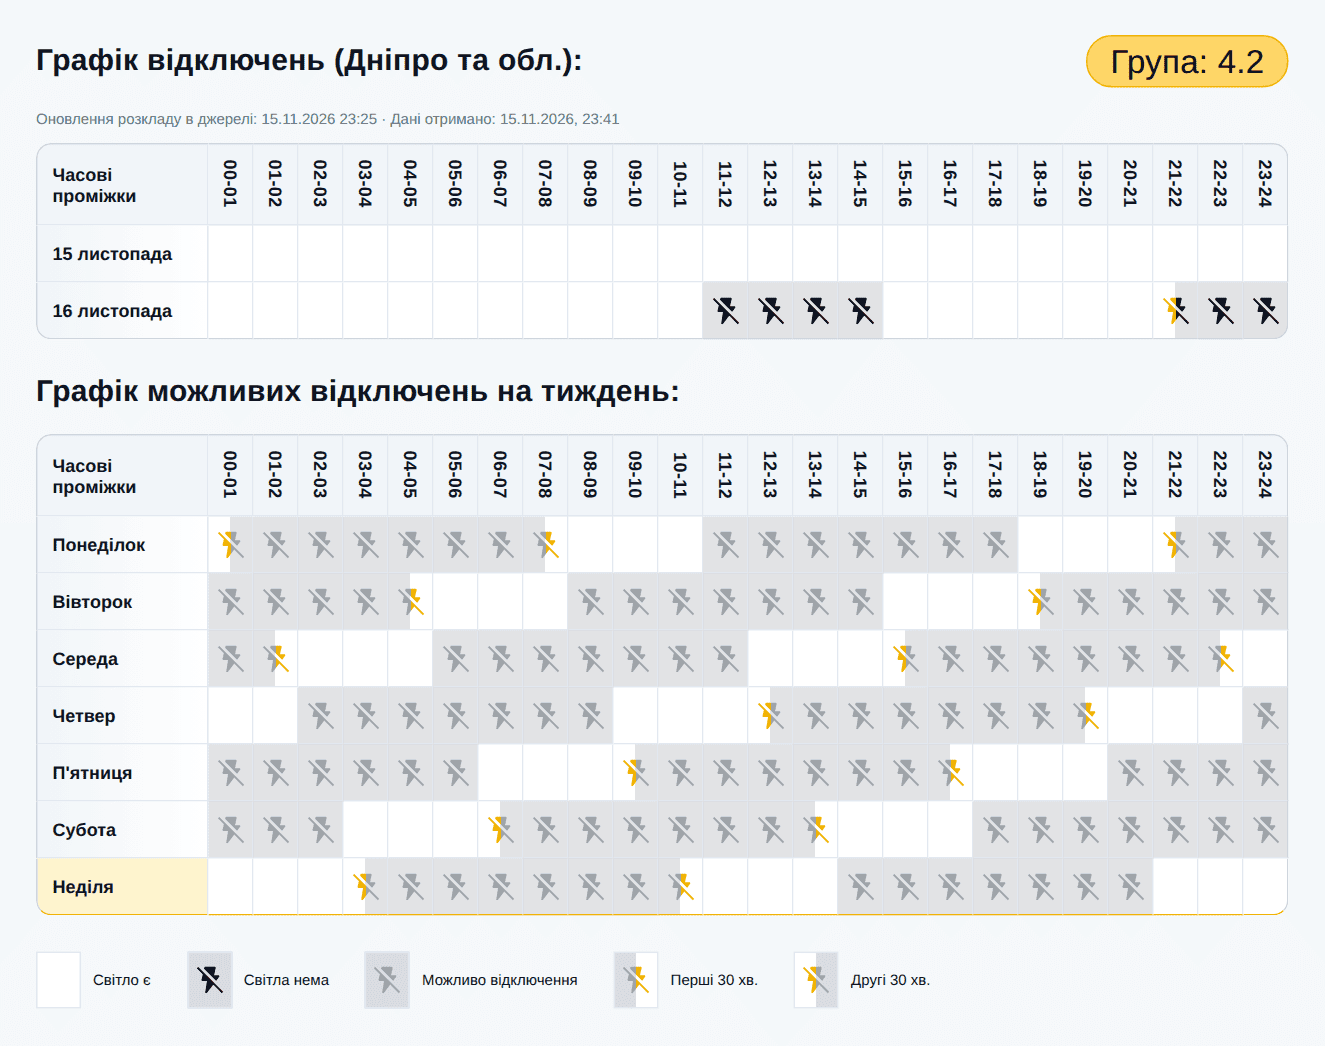 Графік відключень (Дніпро та обл.):
Група: 4.2
Оновлення розкладу в джерелі: 15.11.2026 23:25 · Дані отримано: 15.11.2026, 23:41
Часові проміжки 00-01 01-02 02-03 03-04 04-05 05-06 06-07 07-08 08-09 09-10 10-11 11-12 12-13 13-14 14-15 15-16 16-17 17-18 18-19 19-20 20-21 21-22 22-23 23-24
15 листопада
16 листопада
Графік можливих відключень на тиждень:
Часові проміжки 00-01 01-02 02-03 03-04 04-05 05-06 06-07 07-08 08-09 09-10 10-11 11-12 12-13 13-14 14-15 15-16 16-17 17-18 18-19 19-20 20-21 21-22 22-23 23-24
Понеділок
Вівторок
Середа
Четвер
П'ятниця
Субота
Неділя
Світло є Світла нема Можливо відключення Перші 30 хв. Другі 30 хв.